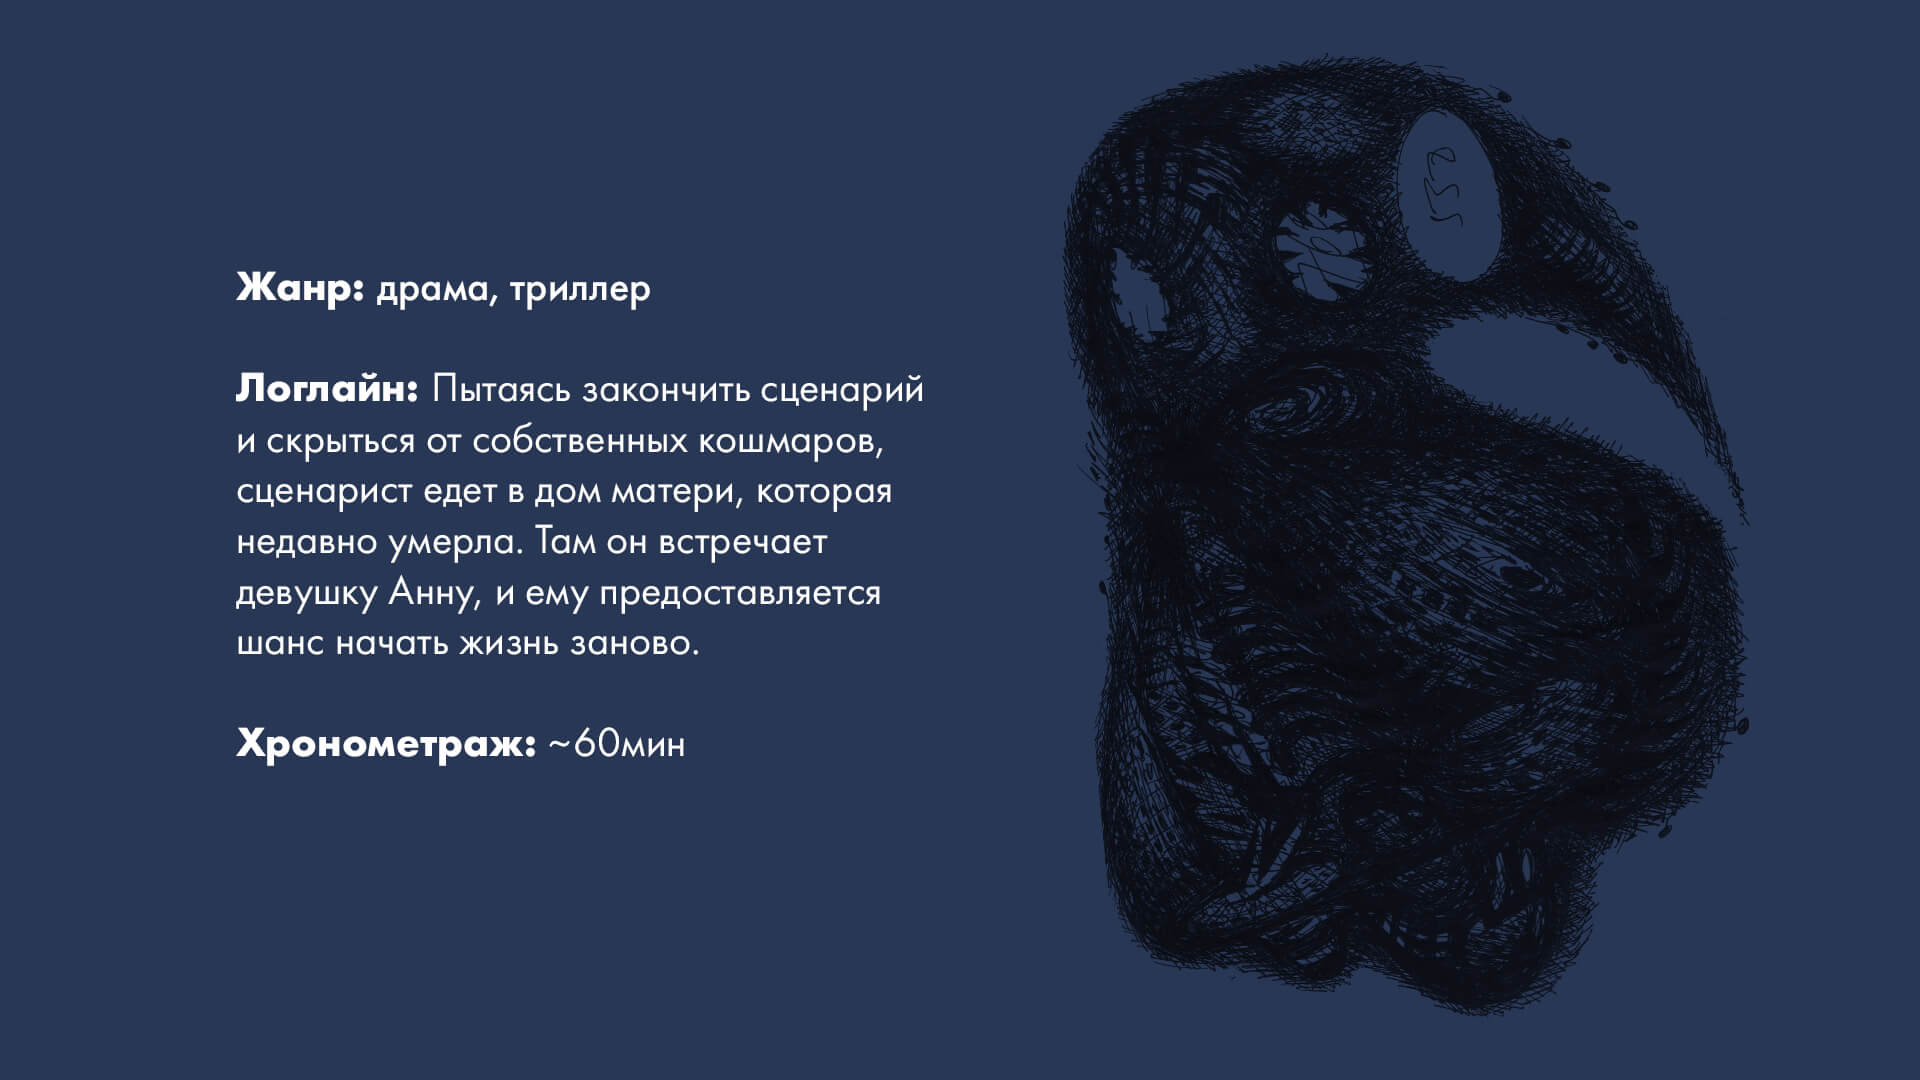 Жанр: драма, триллер
Логлайн: Пытаясь закончить сценарий
и скрыться от собственных кошмаров,
сценарист едет в дом матери, которая
недавно умерла. Там он встречает
девушку Анну, и ему предоставляется
шанс начать жизнь заново.
Хронометраж: ~60мин